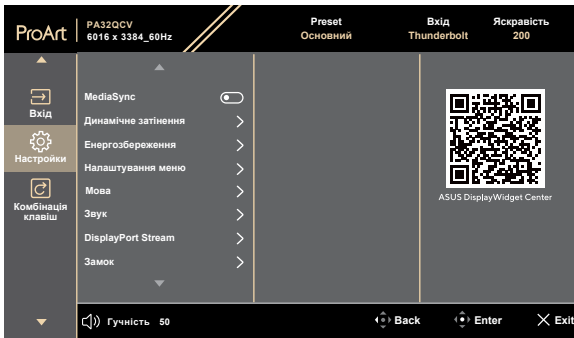 ProArt
PA32QCV
6016 x 3384_60Hz
Preset
Основний
Вхід
Thunderbolt
Яскравість
200
Вхід
Настройки
Комбінація
клавіш
MediaSync
Динамічне затінення
Енергозбереження
Налаштування меню
Мова
Звук
DisplayPort Stream
Замок
ASUS DisplayWidget Center
Гучність 50
Back
Enter
Exit